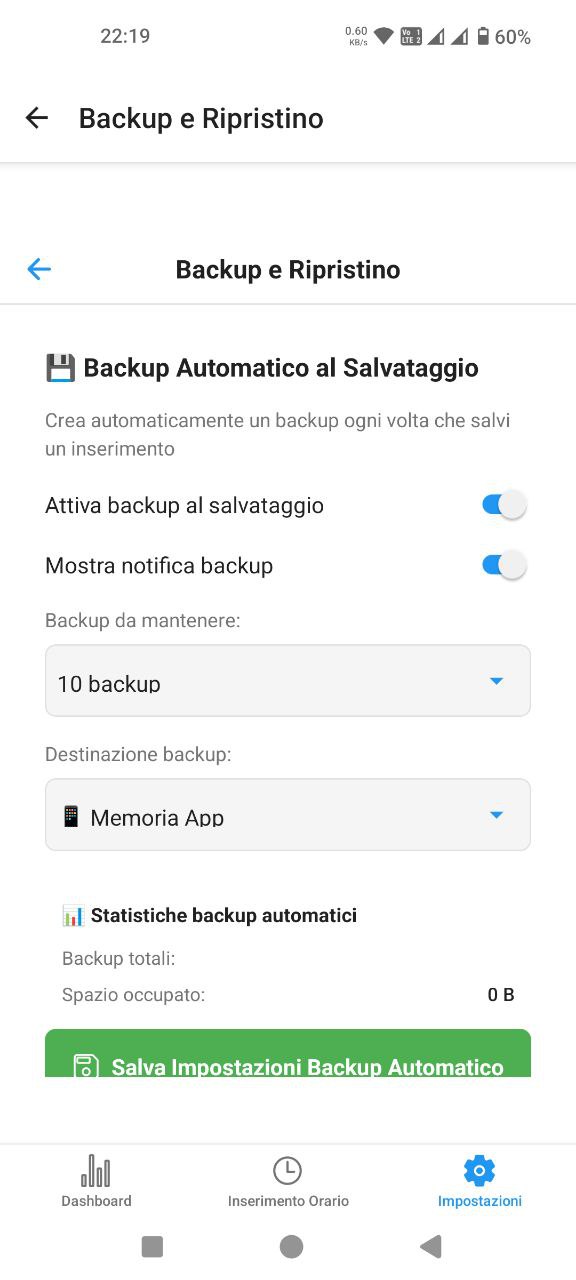 22:19
0.60 KB/s
Vo 1
LTE 2
60%
Backup e Ripristino
Backup e Ripristino
💾 Backup Automatico al Salvataggio
Crea automaticamente un backup ogni volta che salvi
un inserimento
Attiva backup al salvataggio
Mostra notifica backup
Backup da mantenere:
10 backup
Destinazione backup:
📱 Memoria App
📊 Statistiche backup automatici
Backup totali:
Spazio occupato: 0 B
Salva Impostazioni Backup Automatico
Dashboard
Inserimento Orario
Impostazioni